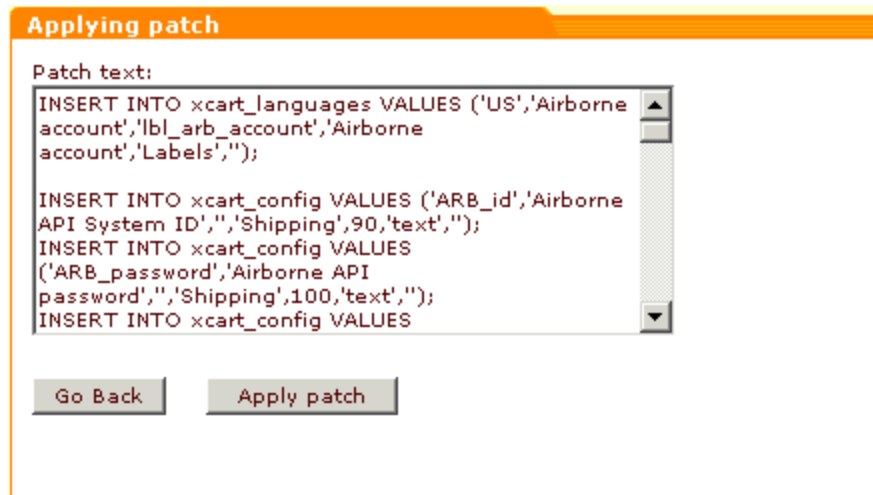 Applying patch
Patch text:
INSERT INTO xcart_languages VALUES ('US','Airborne
account','lbl_arb_account','Airborne
account','Labels','');
INSERT INTO xcart_config VALUES ('ARB_id','Airborne
API System ID','','Shipping',90,'text','');
INSERT INTO xcart_config VALUES
('ARB_password','Airborne API
password','','Shipping',100,'text','');
INSERT INTO xcart_config VALUES
Go Back Apply patch